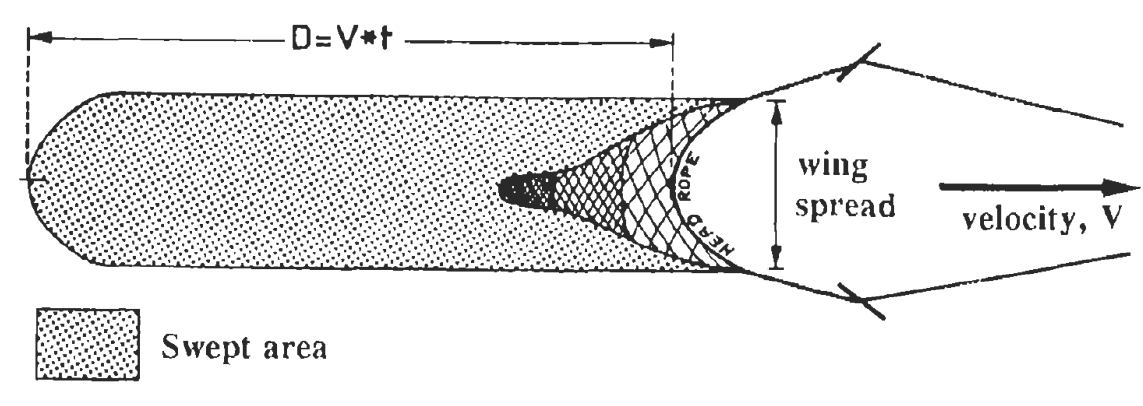 D=V*t
HEAD ROPE
wing
spread
velocity, V
Swept area